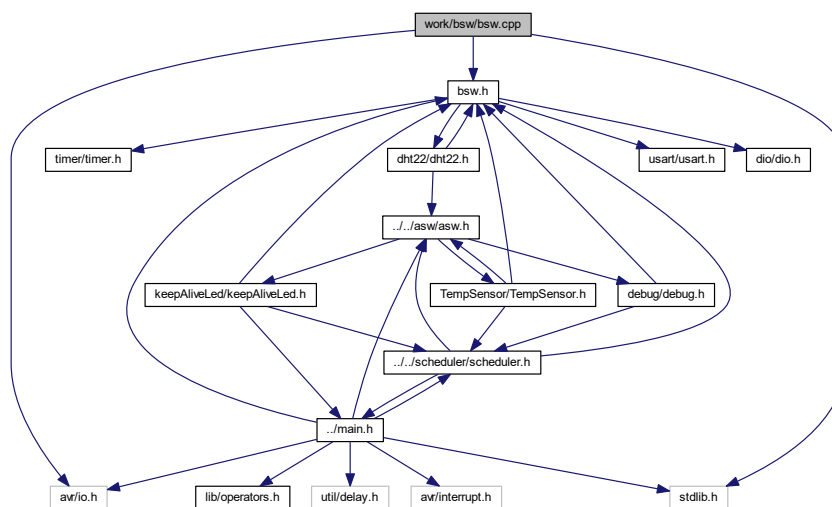 work/bsw/bsw.cpp
bsw.h
timer/timer.h
dht22/dht22.h
usart/usart.h
dio/dio.h
../../asw/asw.h
keepAliveLed/keepAliveLed.h
TempSensor/TempSensor.h
debug/debug.h
../../scheduler/scheduler.h
../main.h
avr/io.h
lib/operators.h
util/delay.h
avr/interrupt.h
stdlib.h